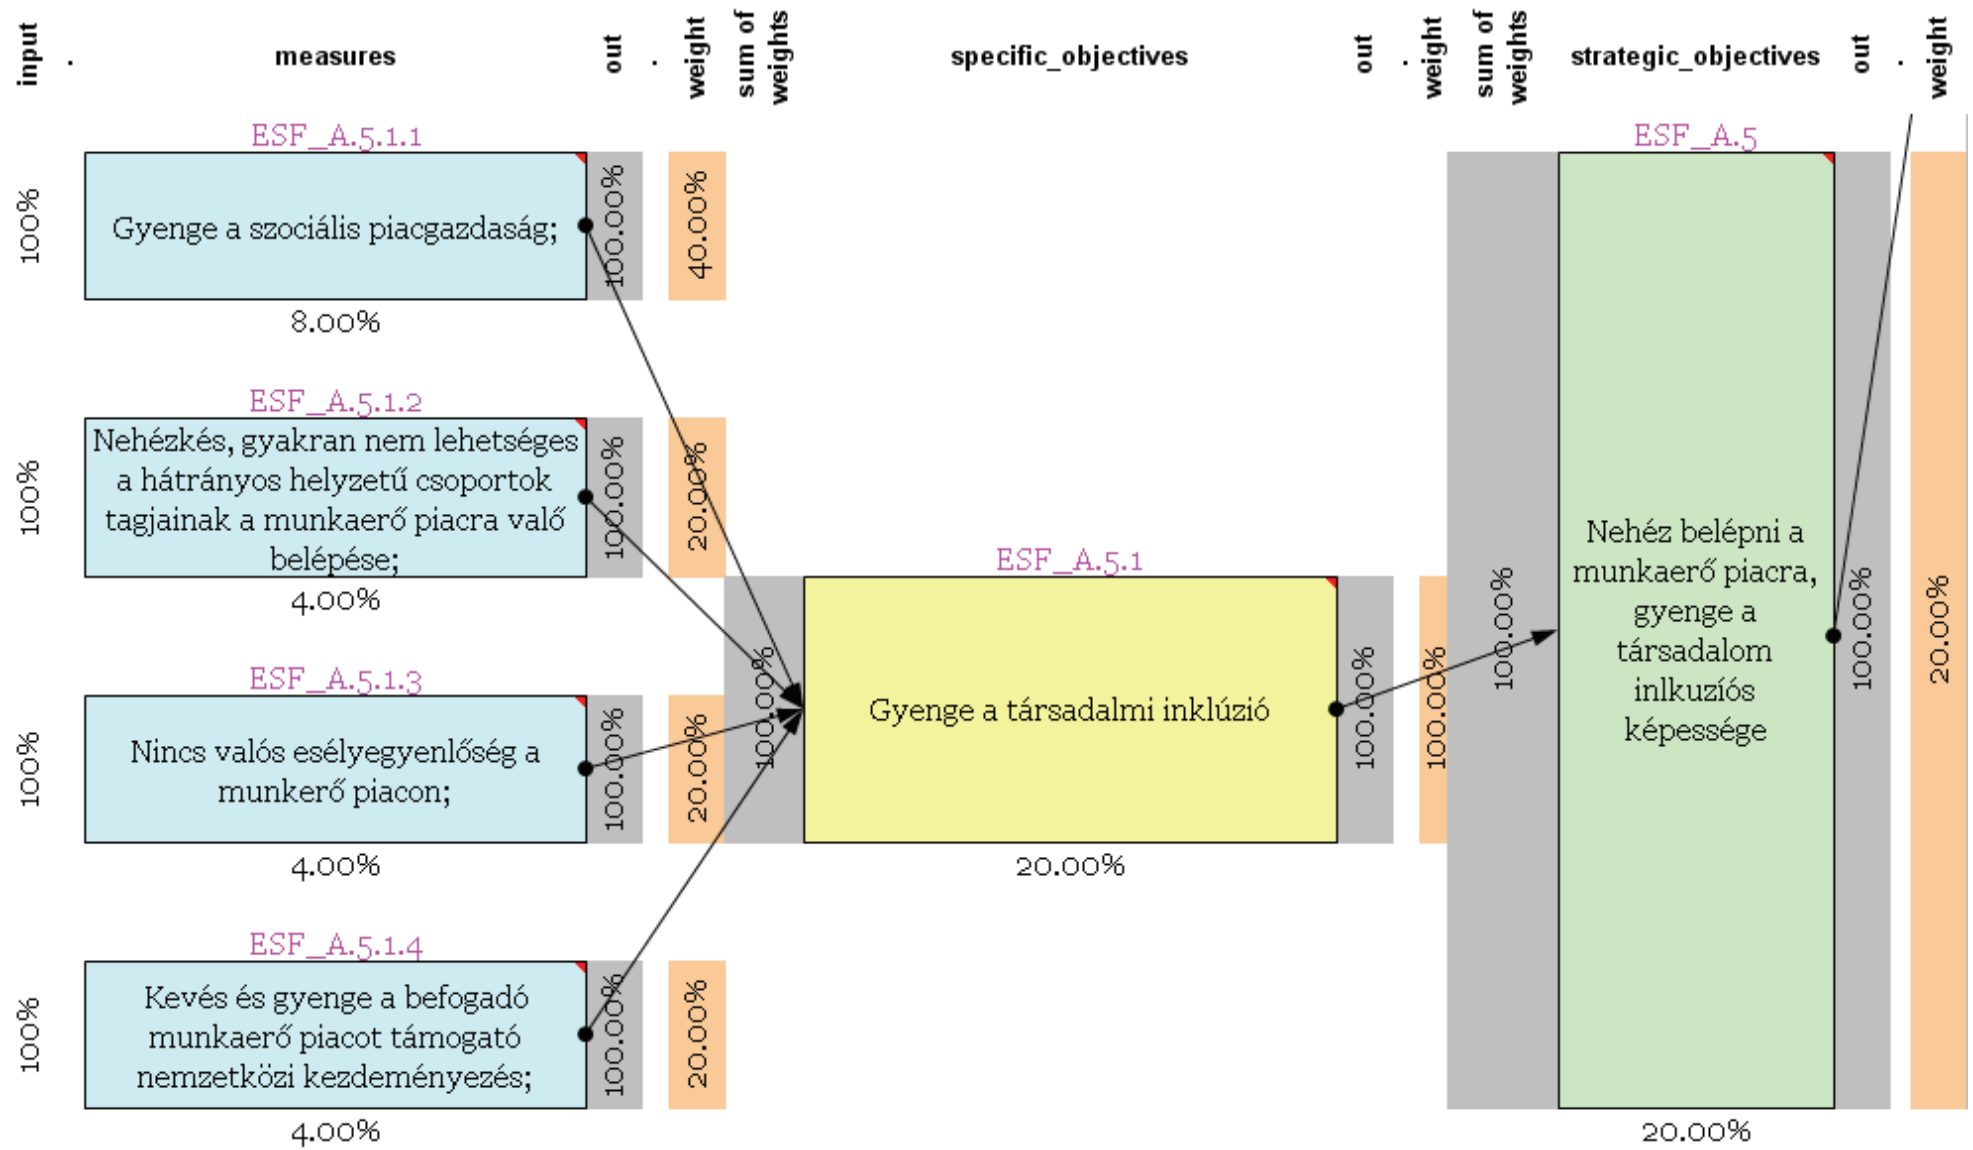 input
.
measures
out
.
weight
sum of
weights
specific_objectives
out
.
weight
sum of
weights
strategic_objectives
out
.
weight
ESF_A.5.1.1
100%
Gyenge a szociális piacgazdaság;
100.00%
40.00%
8.00%
ESF_A.5.1.2
100%
Nehézkés, gyakran nem lehetséges
a hátrányos helyzetű csoportok
tagjainak a munkaerő piacra való
belépése;
100.00%
20.00%
4.00%
ESF_A.5.1.3
100%
Nincs valós esélyegyenlőség a
munkerő piacon;
100.00%
20.00%
4.00%
ESF_A.5.1.4
100%
Kevés és gyenge a befogadó
munkaerő piacot támogató
nemzetközi kezdeményezés;
100.00%
20.00%
4.00%
100.00%
ESF_A.5.1
Gyenge a társadalmi inklúzió
100.00%
100.00%
20.00%
100.00%
ESF_A.5
Nehéz belépni a
munkaerő piacra,
gyenge a
társadalom
inlkuzíós
képessége
100.00%
20.00%
20.00%